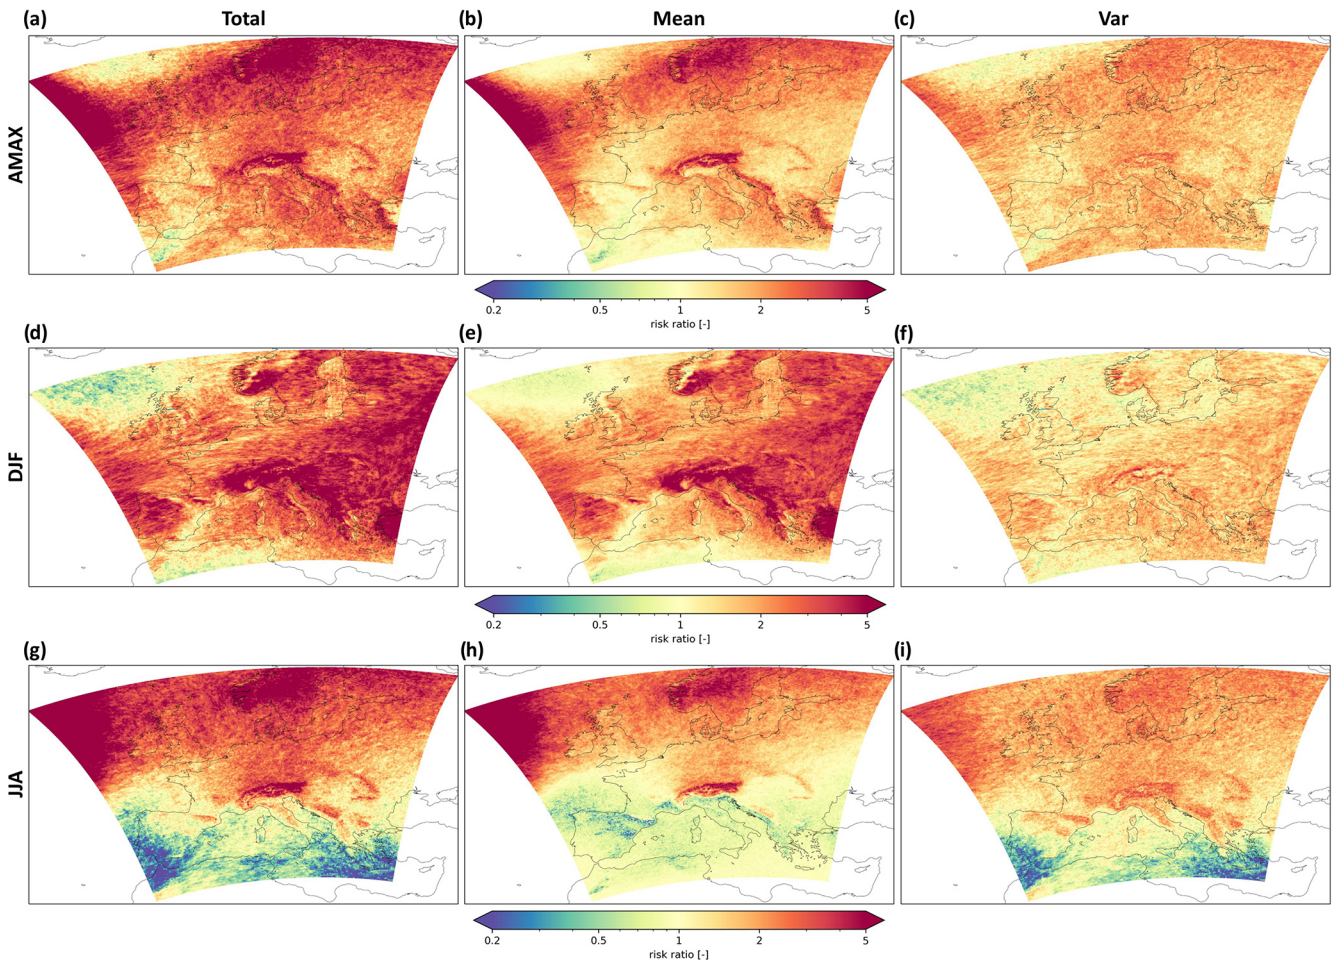 (a) Total (b) Mean (c) Var
AMAX
0.2 0.5 1 2 5
risk ratio [-]
(d) (e) (f)
DJF
0.2 0.5 1 2 5
risk ratio [-]
(g) (h) (i)
JJA
0.2 0.5 1 2 5
risk ratio [-]